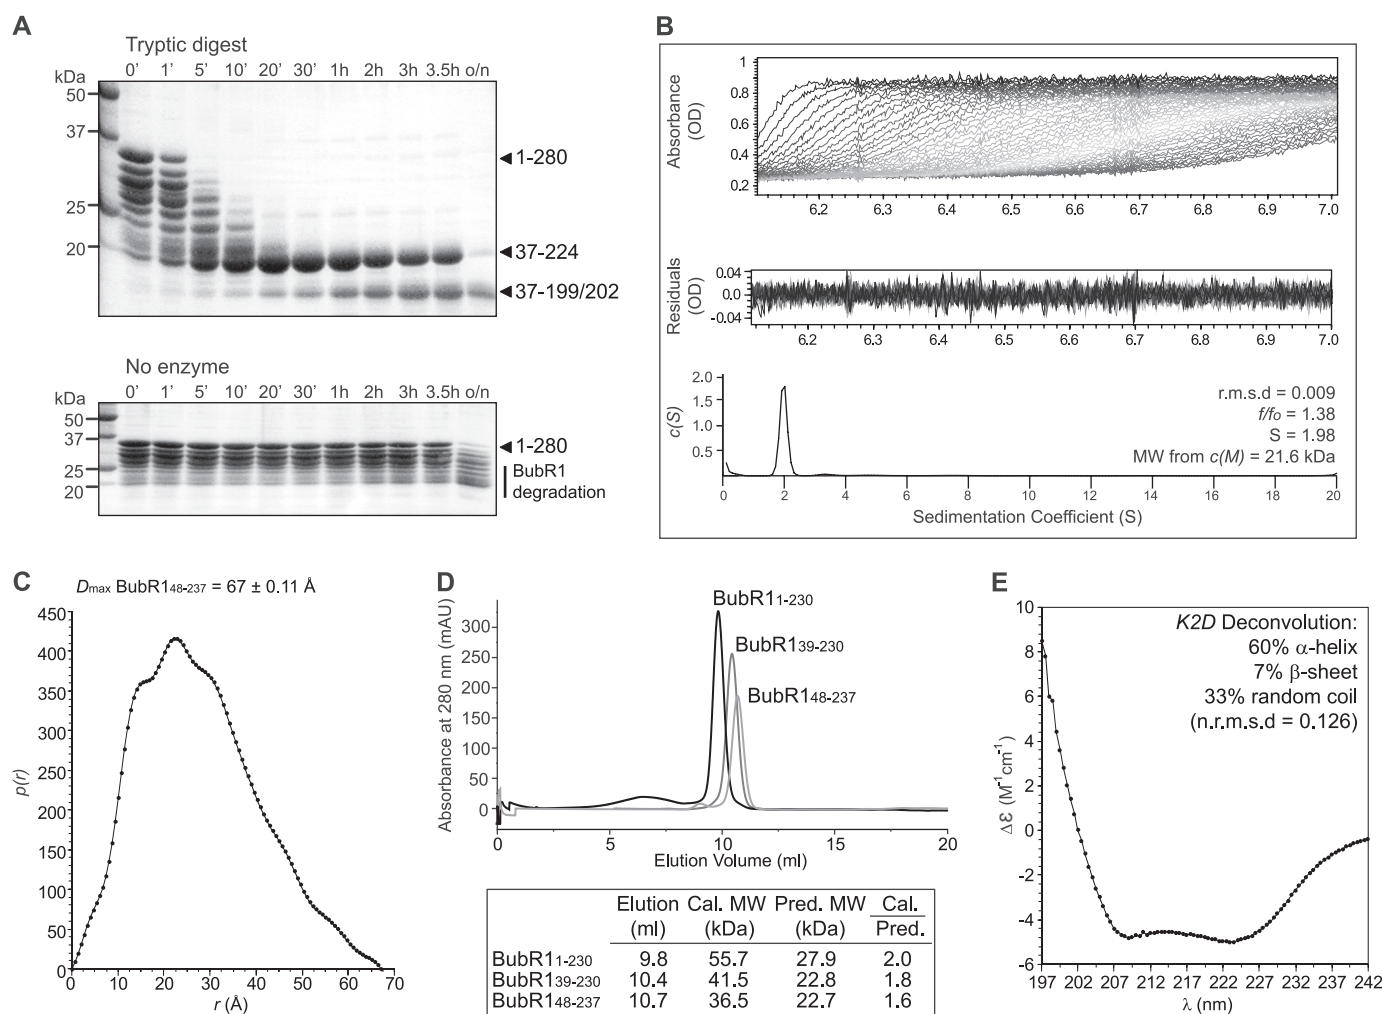 A
Tryptic digest
kDa 0' 1' 5' 10' 20' 30' 1h 2h 3h 3.5h o/n
50
37
25
20
1-280
37-224
37-199/202
No enzyme
kDa 0' 1' 5' 10' 20' 30' 1h 2h 3h 3.5h o/n
50
37
25
20
1-280
BubR1
degradation
B
Absorbance
(OD)
1
0.8
0.6
0.4
0.2
6.2 6.3 6.4 6.5 6.6 6.7 6.8 6.9 7.0
Residuals
(OD)
0.04
0.0
-0.04
6.2 6.3 6.4 6.5 6.6 6.7 6.8 6.9 7.0
c(S)
2.0
1.5
1.0
0.5
r.m.s.d = 0.009
f/fo = 1.38
S = 1.98
MW from c(M) = 21.6 kDa
0 2 4 6 8 10 12 14 16 18 20
Sedimentation Coefficient (S)
C
Dmax BubR148-237 = 67 ± 0.11 Å
p(r)
450
400
350
300
250
200
150
100
50
0
0 10 20 30 40 50 60 70
r (Å)
D
Absorbance at 280 nm (mAU)
300
250
200
150
100
50
0
BubR11-230
BubR139-230
BubR148-237
0 5 10 15 20
Elution Volume (ml)
Elution Cal. MW Pred. MW Cal.
(ml) (kDa) (kDa) Pred.
BubR11-230 9.8 55.7 27.9 2.0
BubR139-230 10.4 41.5 22.8 1.8
BubR148-237 10.7 36.5 22.7 1.6
E
K2D Deconvolution:
60% α-helix
7% β-sheet
33% random coil
(n.r.m.s.d = 0.126)
Δε (M⁻¹cm⁻¹)
10
8
6
4
2
0
-2
-4
-6
197 202 207 212 217 222 227 232 237 242
λ (nm)